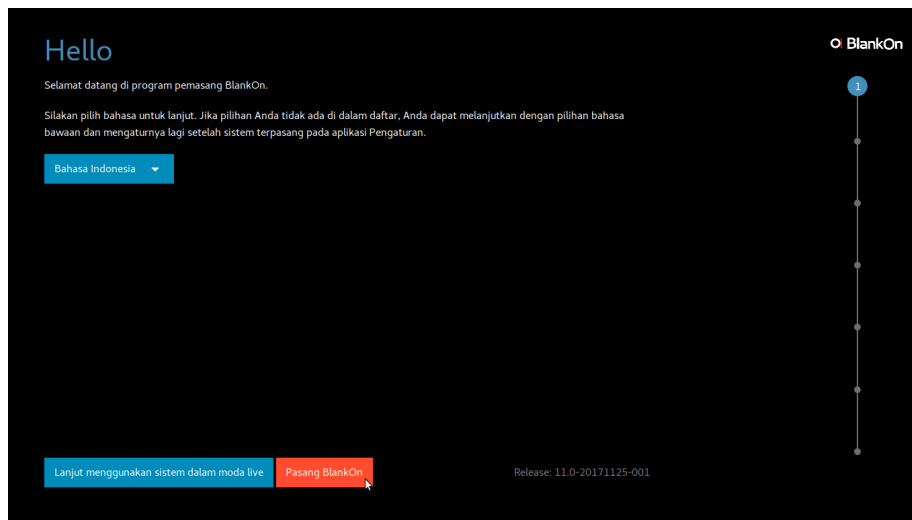 Hello
BlankOn
Selamat datang di program pemasang BlankOn.
1
Silakan pilih bahasa untuk lanjut. Jika pilihan Anda tidak ada di dalam daftar, Anda dapat melanjutkan dengan pilihan bahasa
bawaan dan mengaturnya lagi setelah sistem terpasang pada aplikasi Pengaturan.
Bahasa Indonesia
Lanjut menggunakan sistem dalam moda live
Pasang BlankOn
Release: 11.0-20171125-001